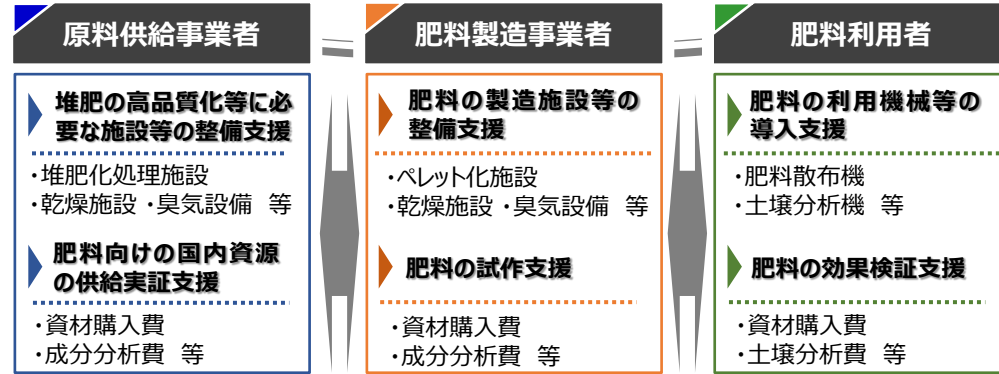 原料供給事業者
堆肥の高品質化等に必
要な施設等の整備支援
・堆肥化処理施設
・乾燥施設 ・臭気設備 等
肥料向けの国内資源
の供給実証支援
・資材購入費
・成分分析費 等
肥料製造事業者
肥料の製造施設等の
整備支援
・ペレット化施設
・乾燥施設 ・臭気設備 等
肥料の試作支援
・資材購入費
・成分分析費 等
肥料利用者
肥料の利用機械等の
導入支援
・肥料散布機
・土壌分析機 等
肥料の効果検証支援
・資材購入費
・土壌分析費 等